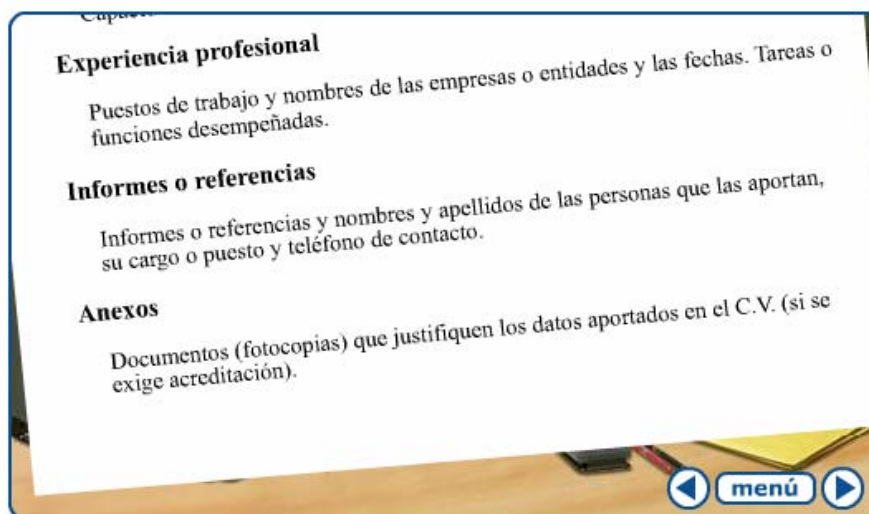 Experiencia profesional
Puestos de trabajo y nombres de las empresas o entidades y las fechas. Tareas o
funciones desempeñadas.
Informes o referencias
Informes o referencias y nombres y apellidos de las personas que las aportan,
su cargo o puesto y teléfono de contacto.
Anexos
Documentos (fotocopias) que justifiquen los datos aportados en el C.V. (si se
exige acreditación).
menú